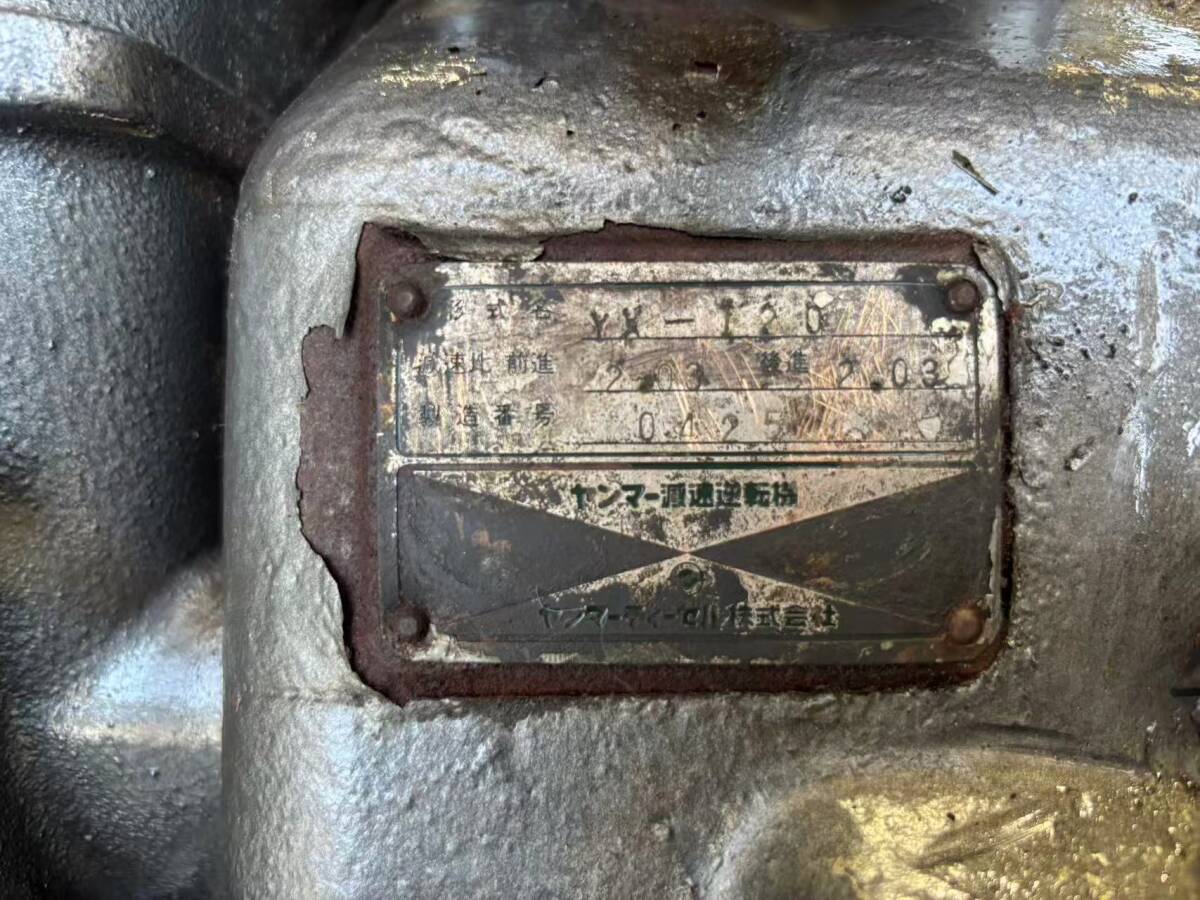 形式名 YX-120
減速比 前進 2.03 後進 2.03
製造番号 0425
ヤンマー減速逆転機
ヤンマーディーゼル株式会社